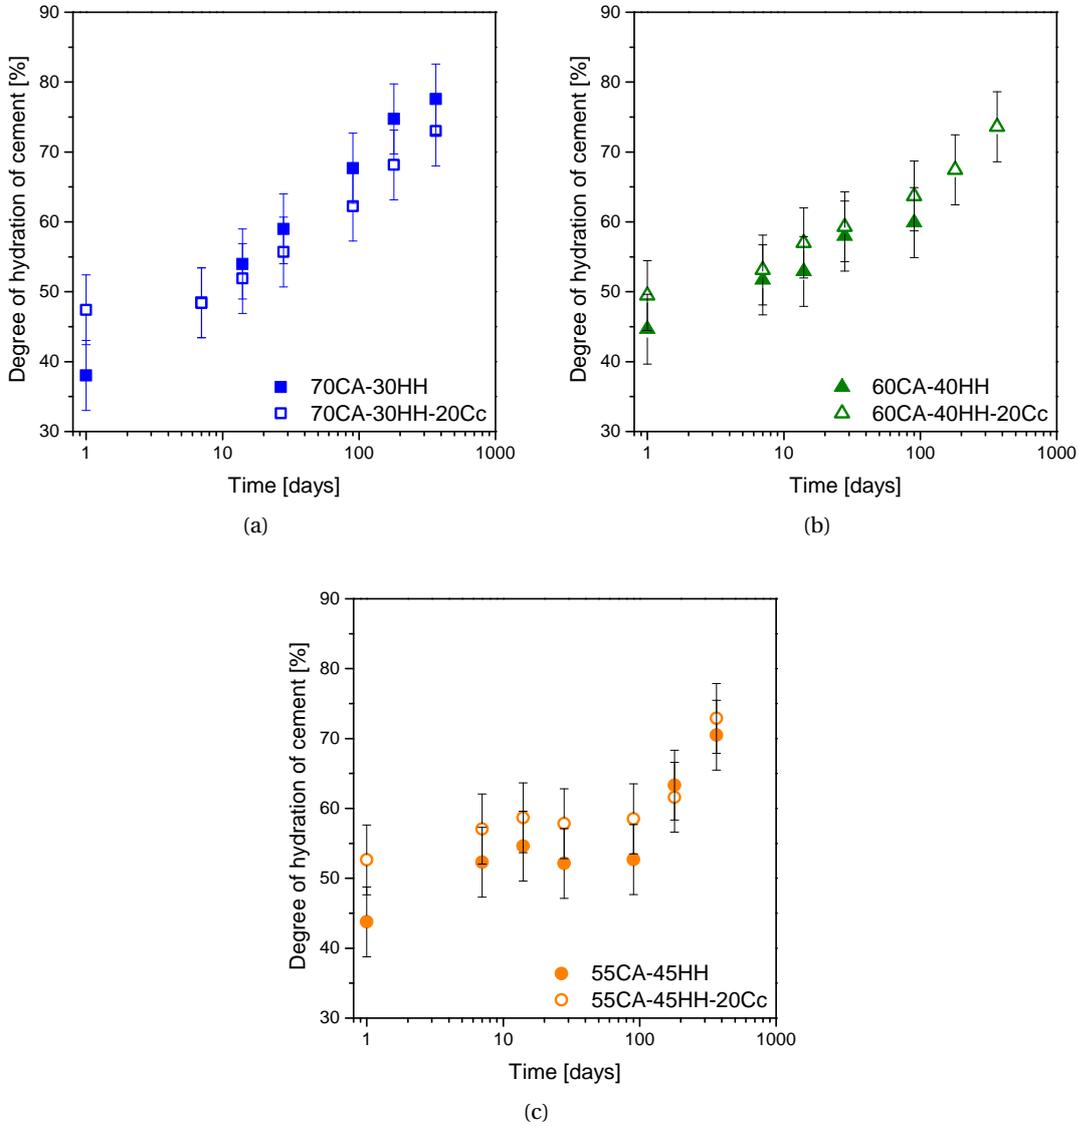 Degree of hydration of cement [%]
90
80
70
60
50
40
30
70CA-30HH
70CA-30HH-20Cc
1 10 100 1000
Time [days]
(a)
Degree of hydration of cement [%]
90
80
70
60
50
40
30
60CA-40HH
60CA-40HH-20Cc
1 10 100 1000
Time [days]
(b)
Degree of hydration of cement [%]
90
80
70
60
50
40
30
55CA-45HH
55CA-45HH-20Cc
1 10 100 1000
Time [days]
(c)